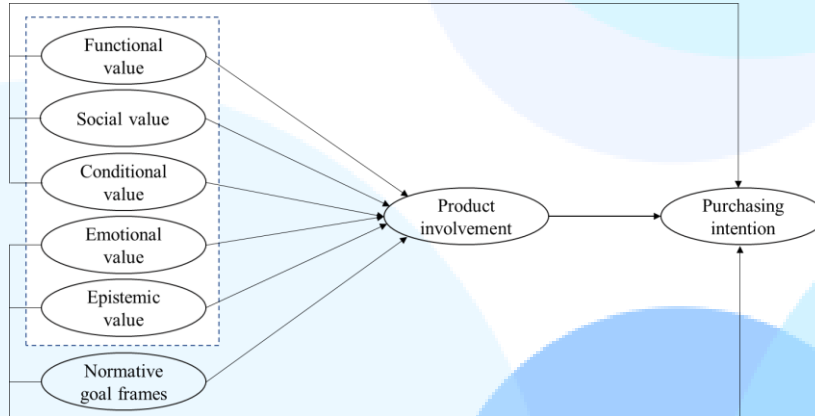 Functional
value
Social value
Conditional
value
Emotional
value
Epistemic
value
Normative
goal frames
Product
involvement
Purchasing
intention